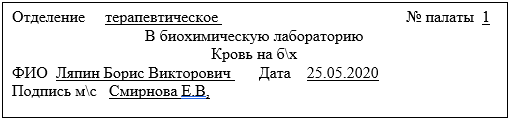 Отделение терапевтическое № палаты 1
В биохимическую лабораторию
Кровь на б\х
ФИО Ляпин Борис Викторович Дата 25.05.2020
Подпись м\с Смирнова Е.В,